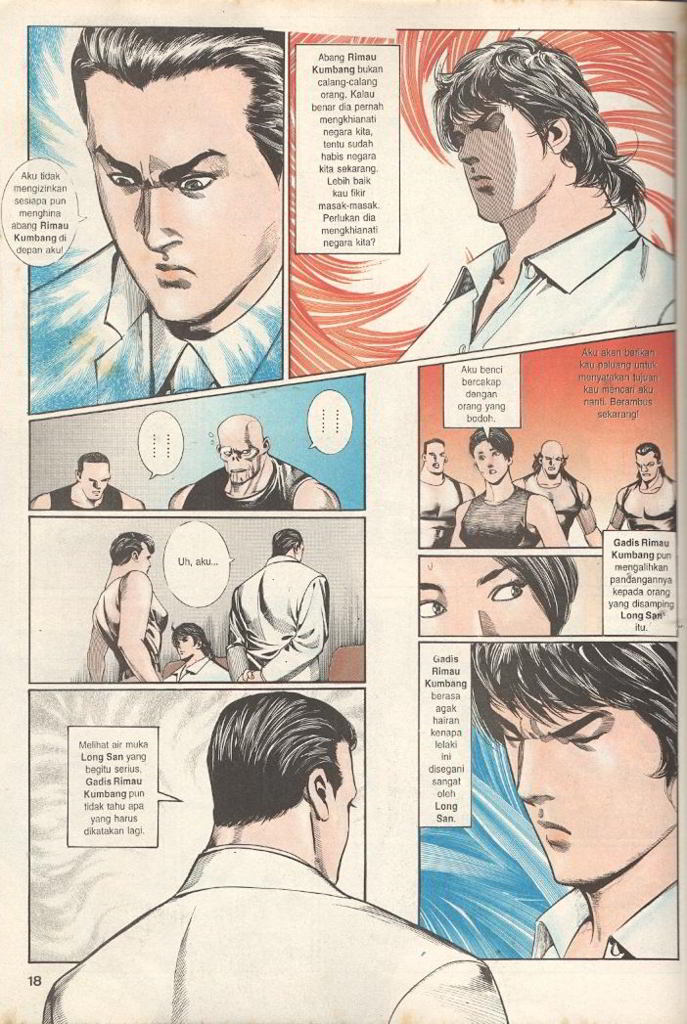 Aku tidak
mengizinkan
sesiapa pun
menghina
abang Rimau
Kumbang di
depan aku!
Abang Rimau
Kumbang bukan
calang-calang
orang. Kalau
benar dia pernah
mengkhianati
negara kita,
tentu sudah
habis negara
kita sekarang.
Lebih baik
kau fikir
masak-masak.
Perlukan dia
mengkhianati
negara kita?
Uh, aku...
Melihat air muka
Long San yang
begitu serius,
Gadis Rimau
Kumbang pun
tidak tahu apa
yang harus
dikatakan lagi.
Aku benci
bercakap
dengan
orang yang
bodoh.
Aku akan berikan
kau peluang untuk
menyatakan tujuan
kau mencari aku
nanti. Berambus
sekarang!
Gadis Rimau
Kumbang pun
mengalihkan
pandangannya
kepada orang
yang disamping
Long San
itu.
Gadis
Rimau
Kumbang
berasa
agak
hairan
kenapa
lelaki
ini
disegani
sangat
oleh
Long
San.
18